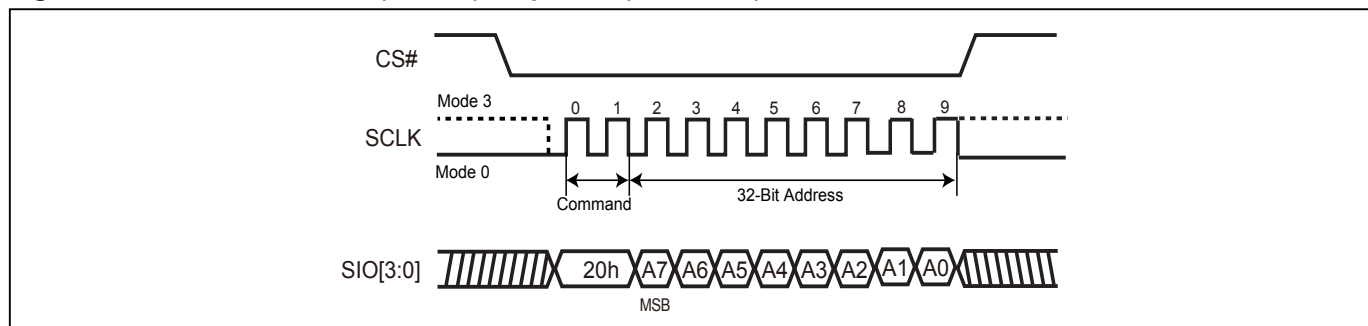 CS#
Mode 3
0 1 2 3 4 5 6 7 8 9
SCLK
Mode 0
Command
32-Bit Address
SIO[3:0]
20h A7 A6 A5 A4 A3 A2 A1 A0
MSB